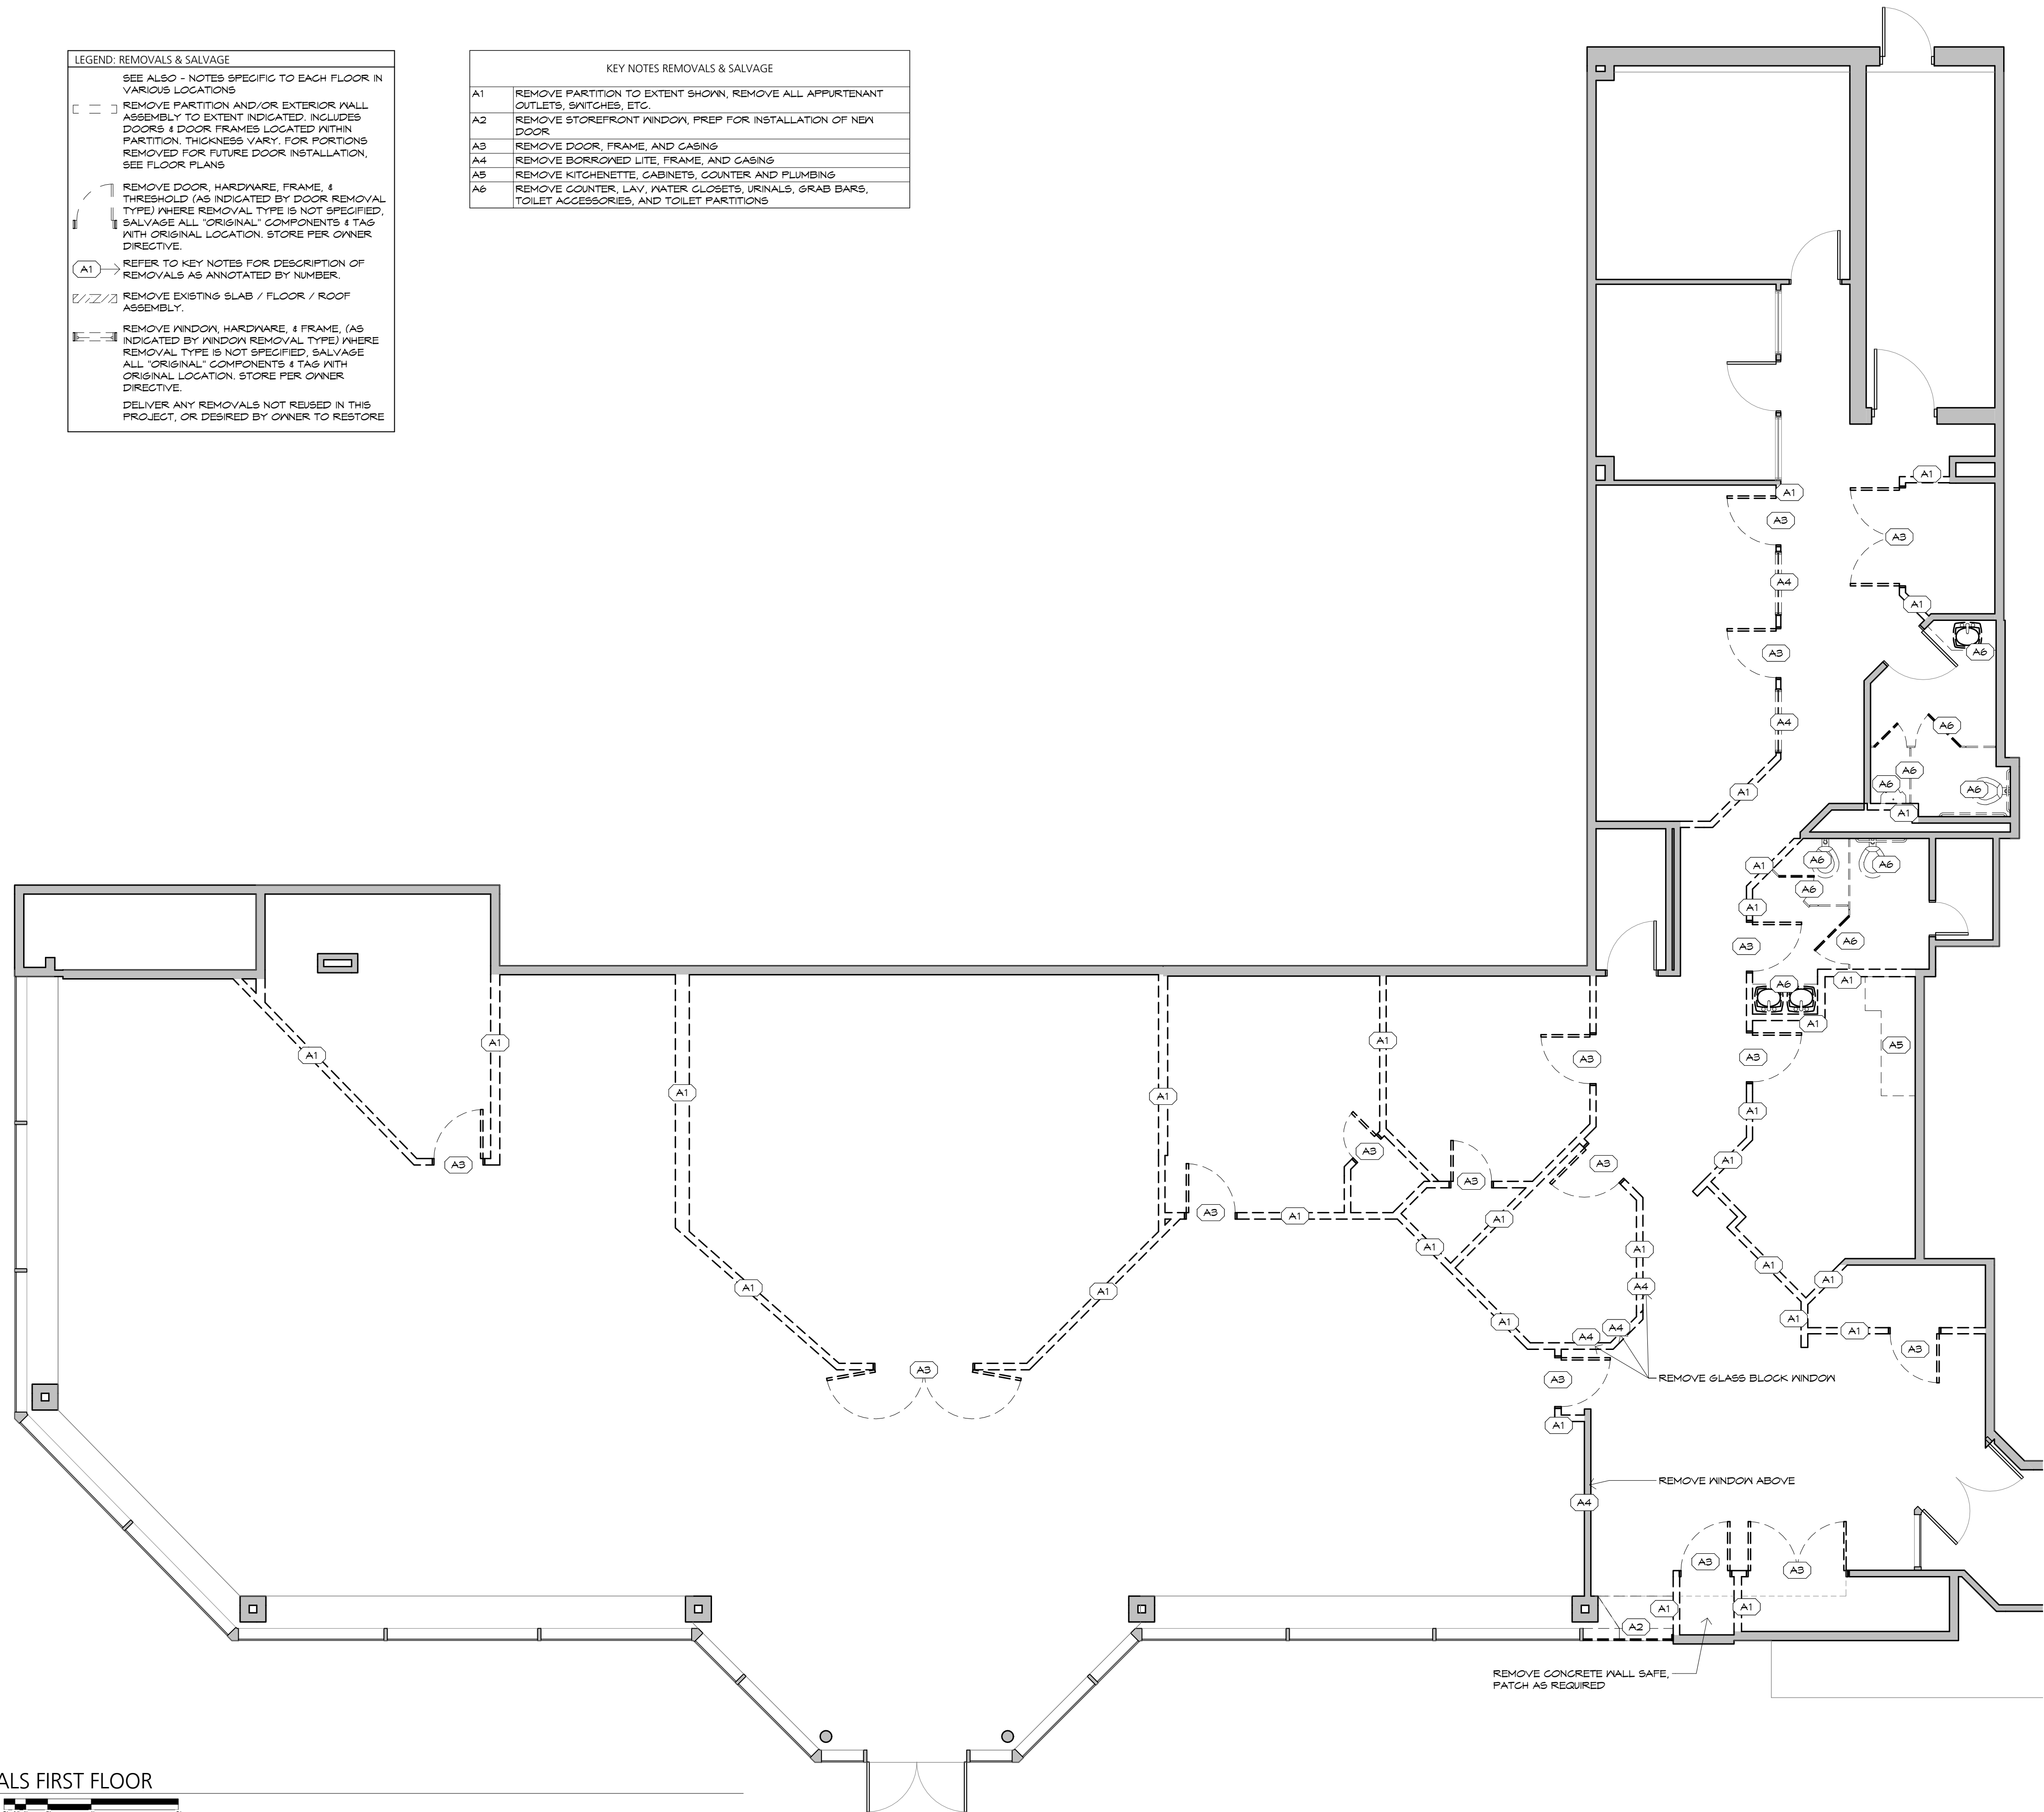 LEGEND: REMOVALS & SALVAGE
SEE ALSO - NOTES SPECIFIC TO EACH FLOOR IN
VARIOUS LOCATIONS
REMOVE PARTITION AND/OR EXTERIOR WALL
ASSEMBLY TO EXTENT INDICATED. INCLUDES
DOORS & DOOR FRAMES LOCATED WITHIN
PARTITION. THICKNESS VARY. FOR PORTIONS
REMOVED FOR FUTURE DOOR INSTALLATION,
SEE FLOOR PLANS
REMOVE DOOR, HARDWARE, FRAME, &
THRESHOLD (AS INDICATED BY DOOR REMOVAL
TYPE) WHERE REMOVAL TYPE IS NOT SPECIFIED,
SALVAGE ALL "ORIGINAL" COMPONENTS & TAG
WITH ORIGINAL LOCATION. STORE PER OWNER
DIRECTIVE.
A1
REFER TO KEY NOTES FOR DESCRIPTION OF
REMOVALS AS ANNOTATED BY NUMBER.
REMOVE EXISTING SLAB / FLOOR / ROOF
ASSEMBLY.
REMOVE WINDOW, HARDWARE, & FRAME, (AS
INDICATED BY WINDOW REMOVAL TYPE) WHERE
REMOVAL TYPE IS NOT SPECIFIED, SALVAGE
ALL "ORIGINAL" COMPONENTS & TAG WITH
ORIGINAL LOCATION. STORE PER OWNER
DIRECTIVE.
DELIVER ANY REMOVALS NOT REUSED IN THIS
PROJECT, OR DESIRED BY OWNER TO RESTORE
KEY NOTES REMOVALS & SALVAGE
A1 REMOVE PARTITION TO EXTENT SHOWN, REMOVE ALL APPURTENANT
OUTLETS, SWITCHES, ETC.
A2 REMOVE STOREFRONT WINDOW, PREP FOR INSTALLATION OF NEW
DOOR
A3 REMOVE DOOR, FRAME, AND CASING
A4 REMOVE BORROWED LITE, FRAME, AND CASING
A5 REMOVE KITCHENETTE, CABINETS, COUNTER AND PLUMBING
A6 REMOVE COUNTER, LAV, WATER CLOSETS, URINALS, GRAB BARS,
TOILET ACCESSORIES, AND TOILET PARTITIONS
A1
A1
A3
A3
A4
A1
A3
A6
A4
A6
A6
A6
A6
A1
A1
A1
A6
A6
A6
A1
A3
A6
A1
A6
A1
A5
A1
A1
A1
A3
A3
A1
A1
A1
A1
A3
A3
A1
A3
A3
A3
A1
A1
A1
A1
A1
A1
A1
A1
A4
A1
A1
A1
A4
A4
A1
A3
A3
A3
REMOVE GLASS BLOCK WINDOW
A1
REMOVE WINDOW ABOVE
A4
A3
A3
A1
A1
A2
REMOVE CONCRETE WALL SAFE,
PATCH AS REQUIRED
ALS FIRST FLOOR